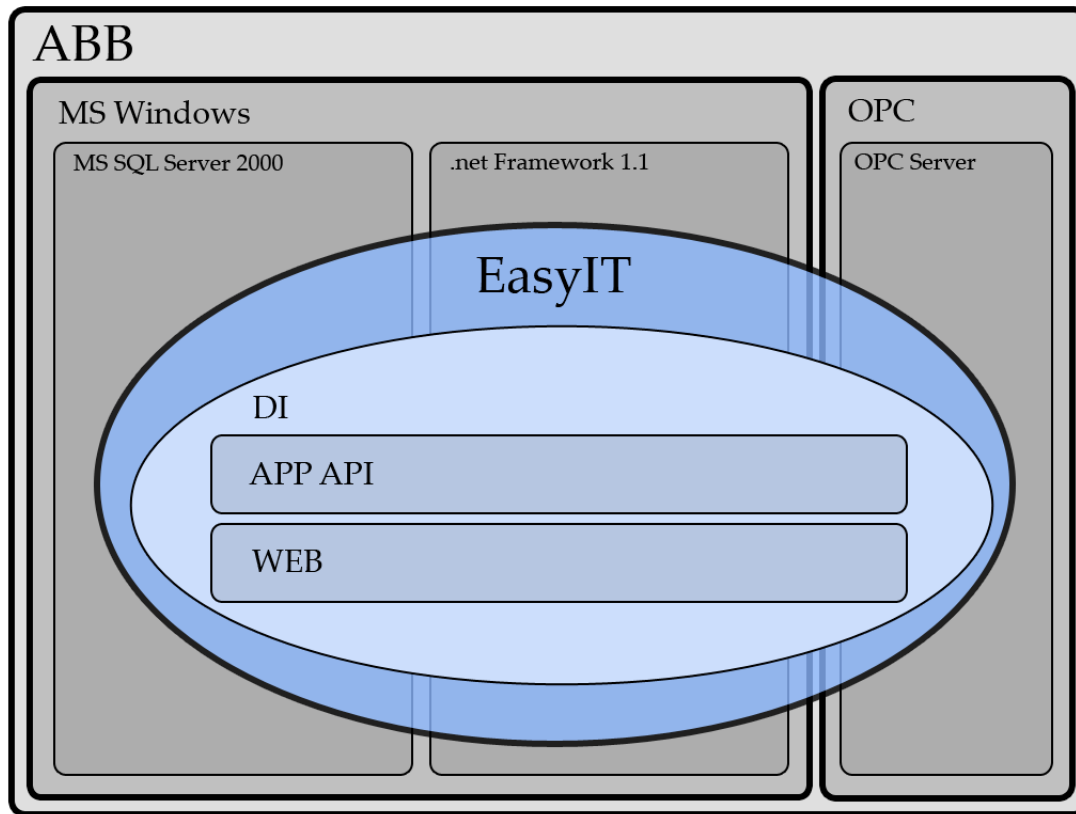 ABB
MS Windows
OPC
MS SQL Server 2000
.net Framework 1.1
OPC Server
EasyIT
DI
APP API
WEB